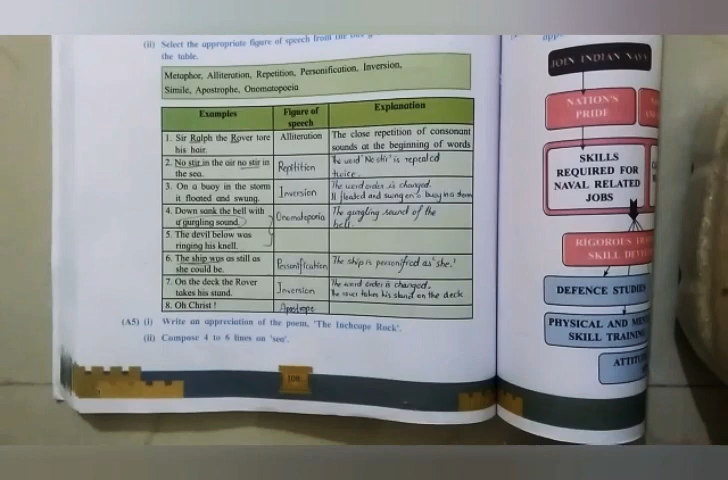 (ii) Select the appropriate figure of speech from the
the table.
Metaphor, Alliteration, Repetition, Personification, Inversion,
Simile, Apostrophe, Onomatopoeia
Examples Figure of speech Explanation
1. Sir Ralph the Rover tore his hair. Alliteration The close repetition of consonant sounds at the beginning of words
2. No stir in the air no stir in the sea. Repitition The word 'No stir' is repeated twice.
3. On a buoy in the storm it floated and swung. Inversion The word order is changed. It floated and swung on a buoy
4. Down sank the bell with a gurgling sound. Onomatoporia The gurgling sound of the bell.
5. The devil below was ringing his knell.
6. The ship was as still as she could be. Personification The ship is personified as 'she.'
7. On the deck the Rover takes his stand. Inversion The word order is changed. The rover takes his stand on the deck
8. Oh Christ !
(A5) (i) Write an appreciation of the poem, 'The Inchcape Rock'.
(ii) Compose 4 to 6 lines on 'sea'.
108
JOIN INDIAN NAVY
NATION'S
PRIDE
SKILLS
REQUIRED FOR
NAVAL RELATED
JOBS
RIGOROUS
SKILL
DEFENCE STUDIES
PHYSICAL AND
SKILL TRAINING